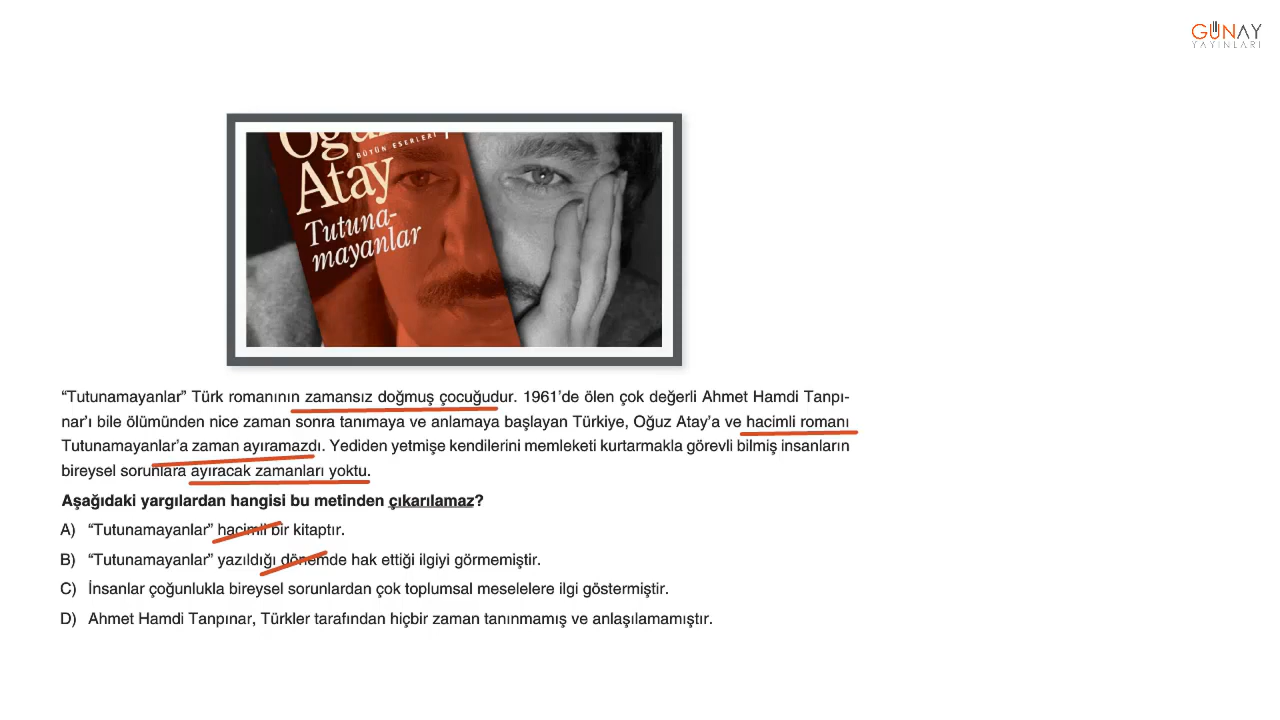 GÜNAY
YAYINLARI
BÜTÜN ESERLERİ
Atay
Tutuna-
mayanlar
“Tutunamayanlar” Türk romanının zamansız doğmuş çocuğudur. 1961’de ölen çok değerli Ahmet Hamdi Tanpı-
nar’ı bile ölümünden nice zaman sonra tanımaya ve anlamaya başlayan Türkiye, Oğuz Atay’a ve hacimli romanı
Tutunamayanlar’a zaman ayıramazdı. Yediden yetmişe kendilerini memleketi kurtarmakla görevli bilmiş insanların
bireysel sorunlara ayıracak zamanları yoktu.
Aşağıdaki yargılardan hangisi bu metinden çıkarılamaz?
A) “Tutunamayanlar” hacimli bir kitaptır.
B) “Tutunamayanlar” yazıldığı dönemde hak ettiği ilgiyi görmemiştir.
C) İnsanlar çoğunlukla bireysel sorunlardan çok toplumsal meselelere ilgi göstermiştir.
D) Ahmet Hamdi Tanpınar, Türkler tarafından hiçbir zaman tanınmamış ve anlaşılamamıştır.